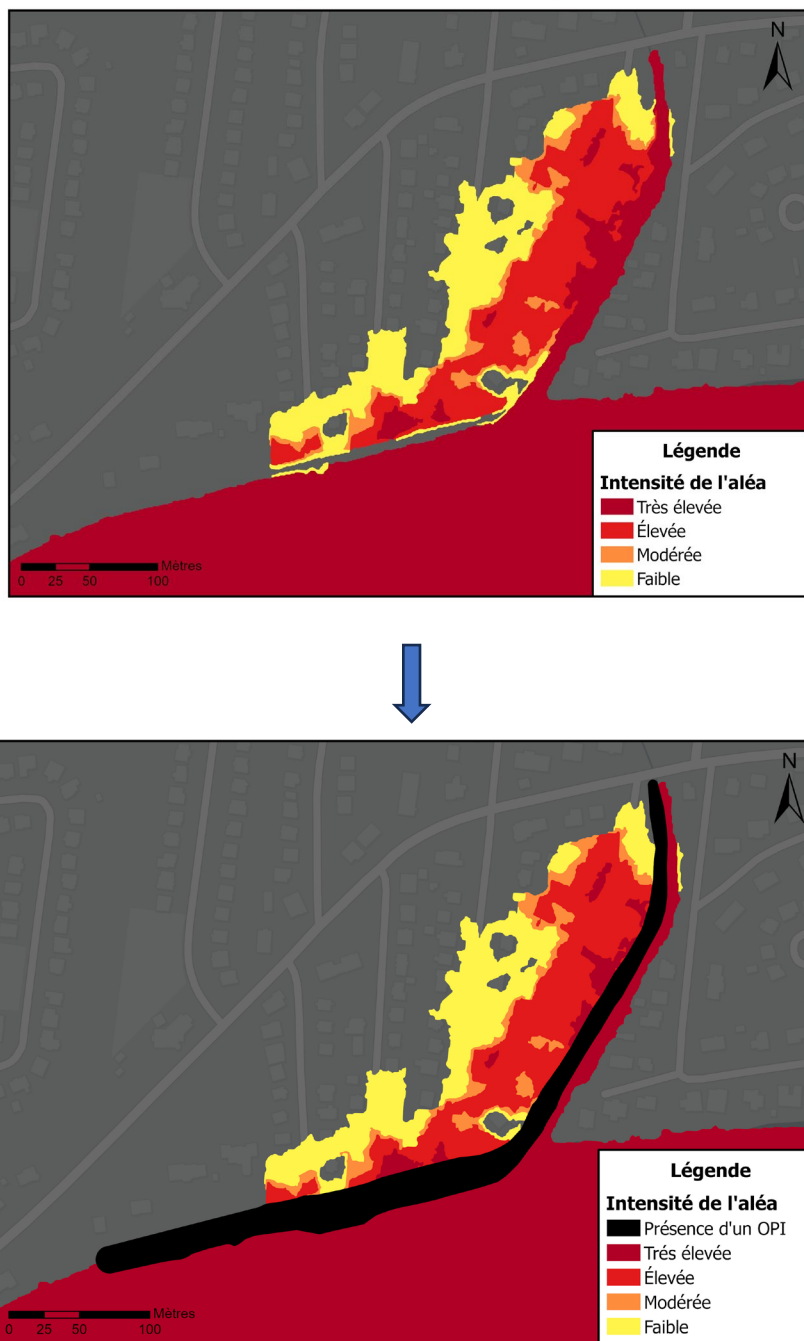 N
Légende
Intensité de l'aléa
Très élevée
Élevée
Modérée
Faible
Mètres
0 25 50 100
N
Légende
Intensité de l'aléa
Présence d'un OPI
Trés élevée
Élevée
Modérée
Faible
Mètres
0 25 50 100